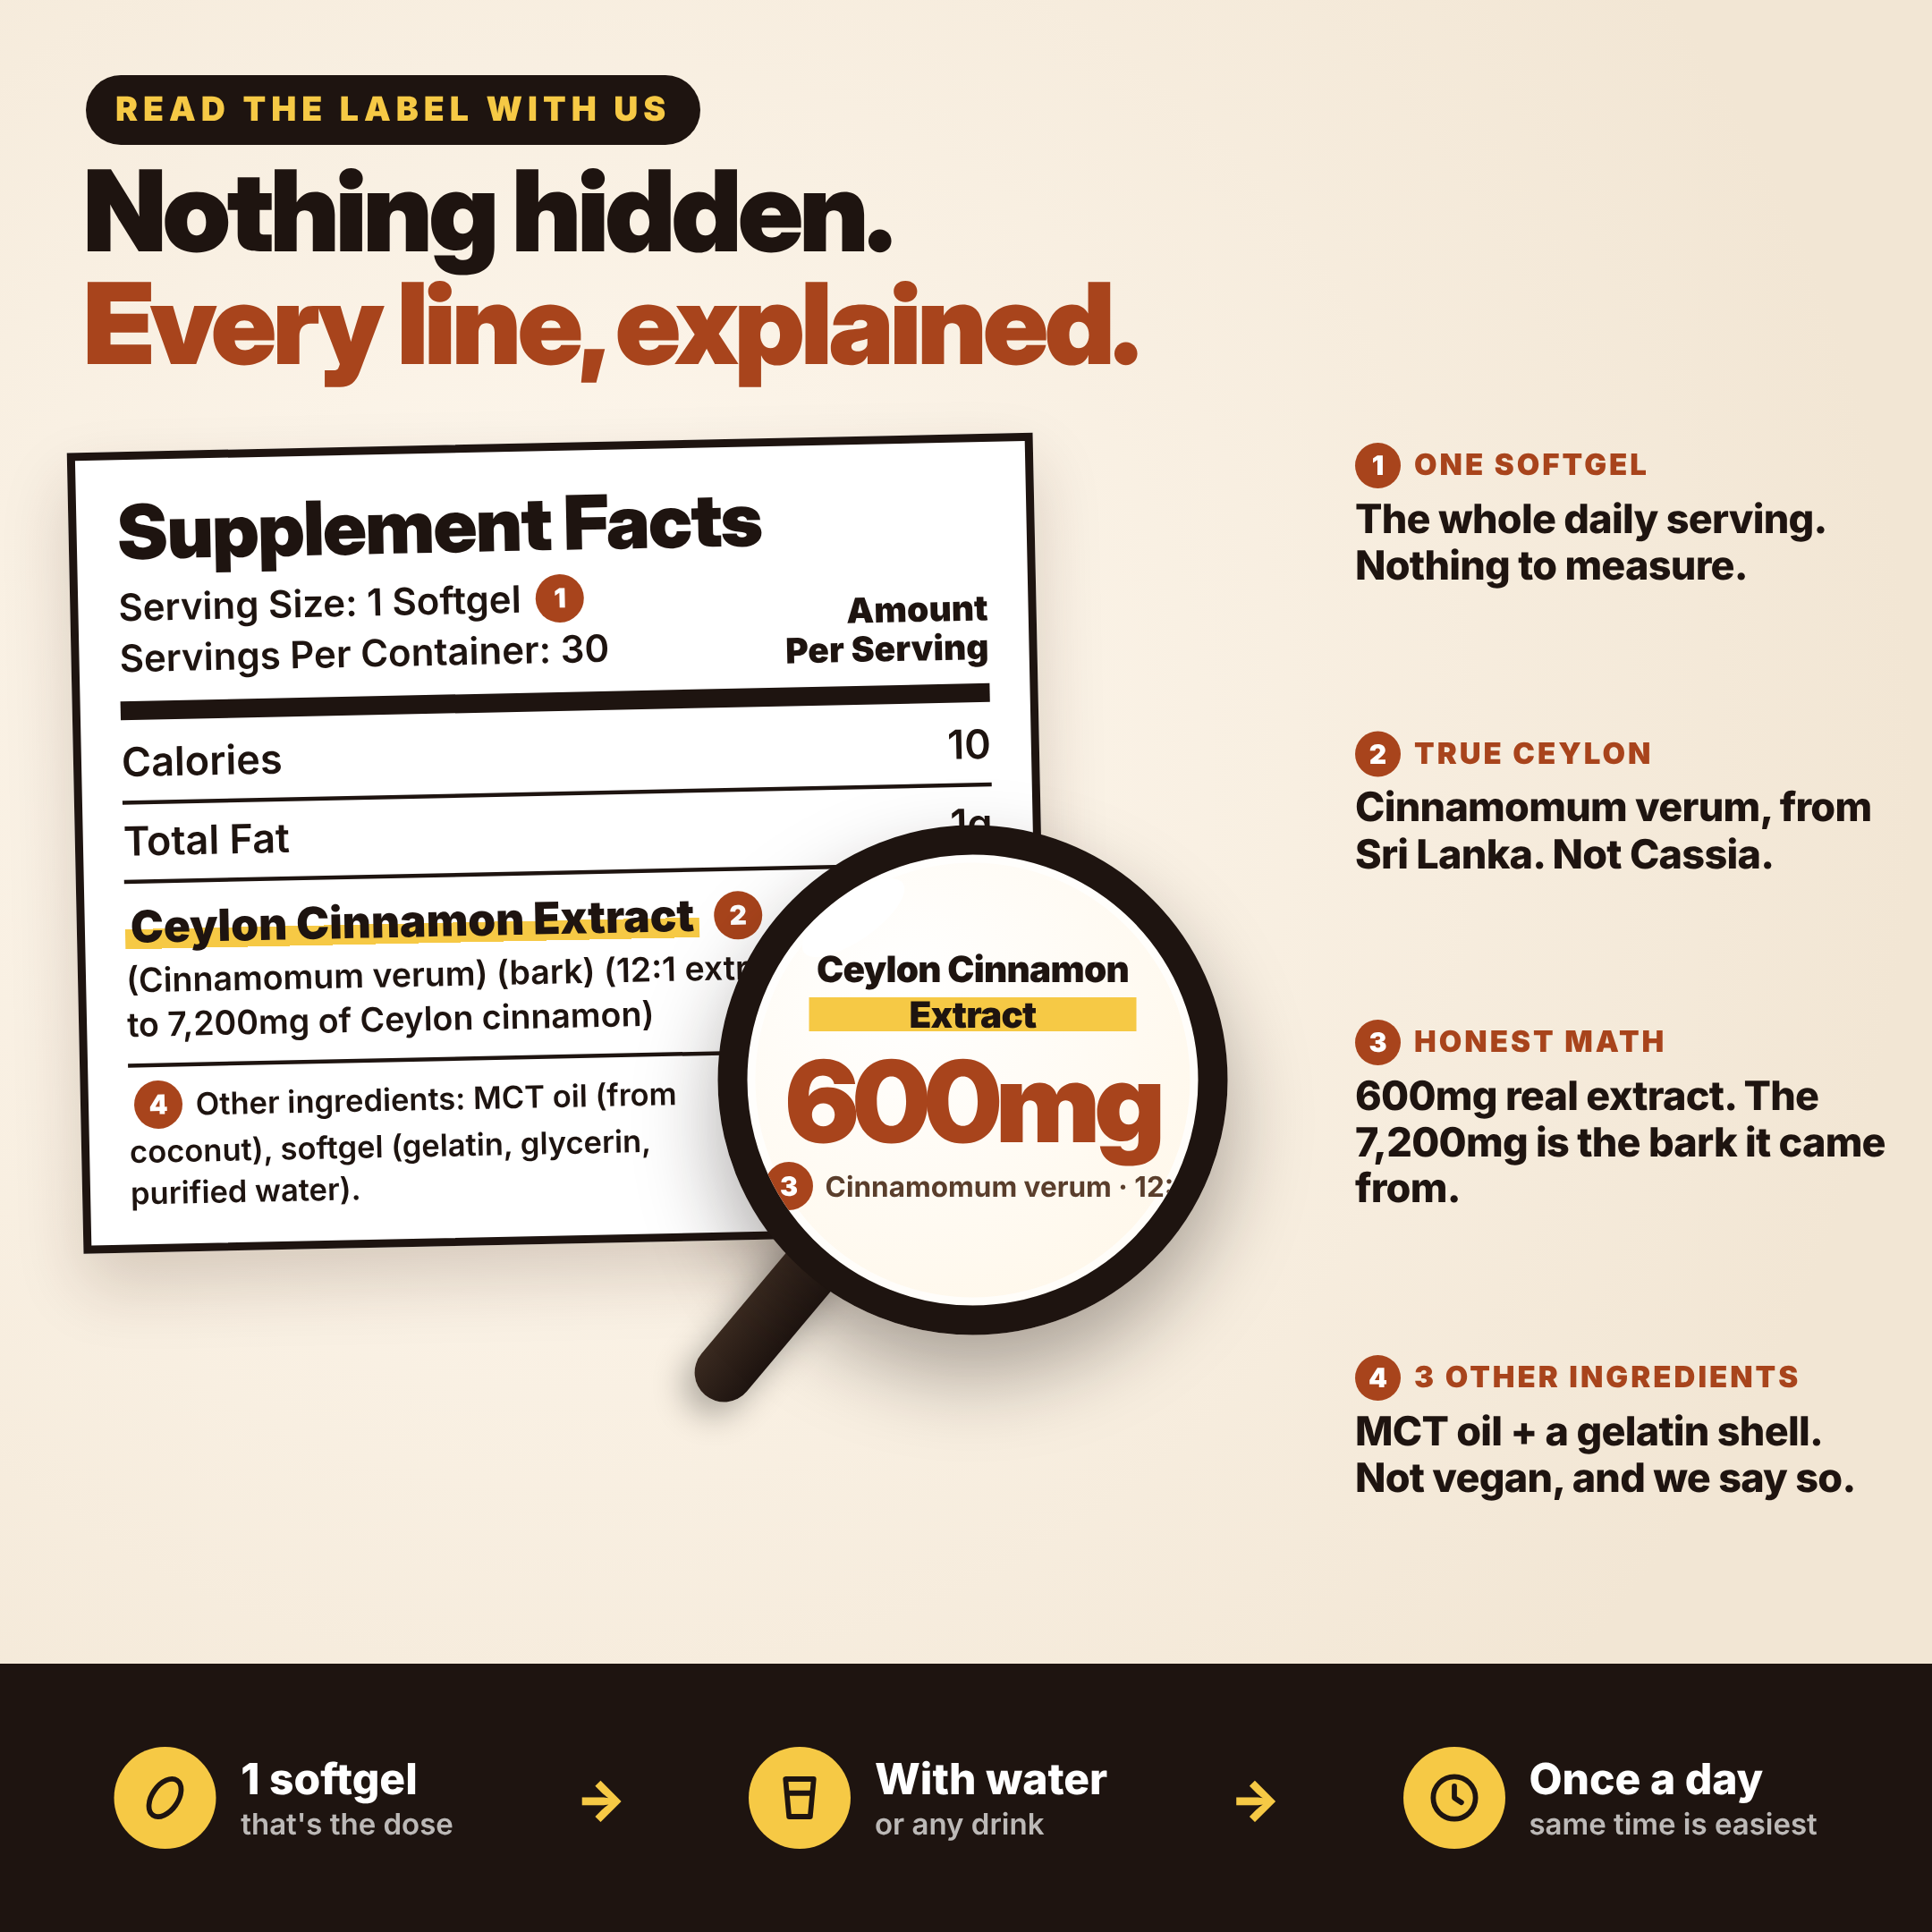 READ THE LABEL WITH US
Nothing hidden.
Every line, explained.
Supplement Facts
Serving Size: 1 Softgel 1
Servings Per Container: 30
Amount
Per Serving
Calories 10
Total Fat 1g
Ceylon Cinnamon Extract 2
(Cinnamomum verum) (bark) (12:1
to 7,200mg of Ceylon cinnamon)
4 Other ingredients: MCT oil (from
coconut), softgel (gelatin, glycerin,
purified water).
Ceylon Cinnamon
Extract
600mg
3 Cinnamomum verum · 12:
1 ONE SOFTGEL
The whole daily serving.
Nothing to measure.
2 TRUE CEYLON
Cinnamomum verum, from
Sri Lanka. Not Cassia.
3 HONEST MATH
600mg real extract. The
7,200mg is the bark it came
from.
4 3 OTHER INGREDIENTS
MCT oil + a gelatin shell.
Not vegan, and we say so.
1 softgel
that's the dose
With water
or any drink
Once a day
same time is easiest